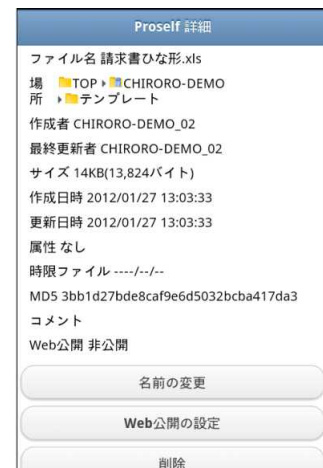 Proself 詳細
ファイル名 請求書ひな形.xls
場所 TOP ▸ CHIRORO-DEMO
▸ テンプレート
作成者 CHIRORO-DEMO_02
最終更新者 CHIRORO-DEMO_02
サイズ 14KB(13,824バイト)
作成日時 2012/01/27 13:03:33
更新日時 2012/01/27 13:03:33
属性 なし
時限ファイル ----/--/--
MD5 3bb1d27bde8caf9e6d5032bcba417da3
コメント
Web公開 非公開
名前の変更
Web公開の設定
削除